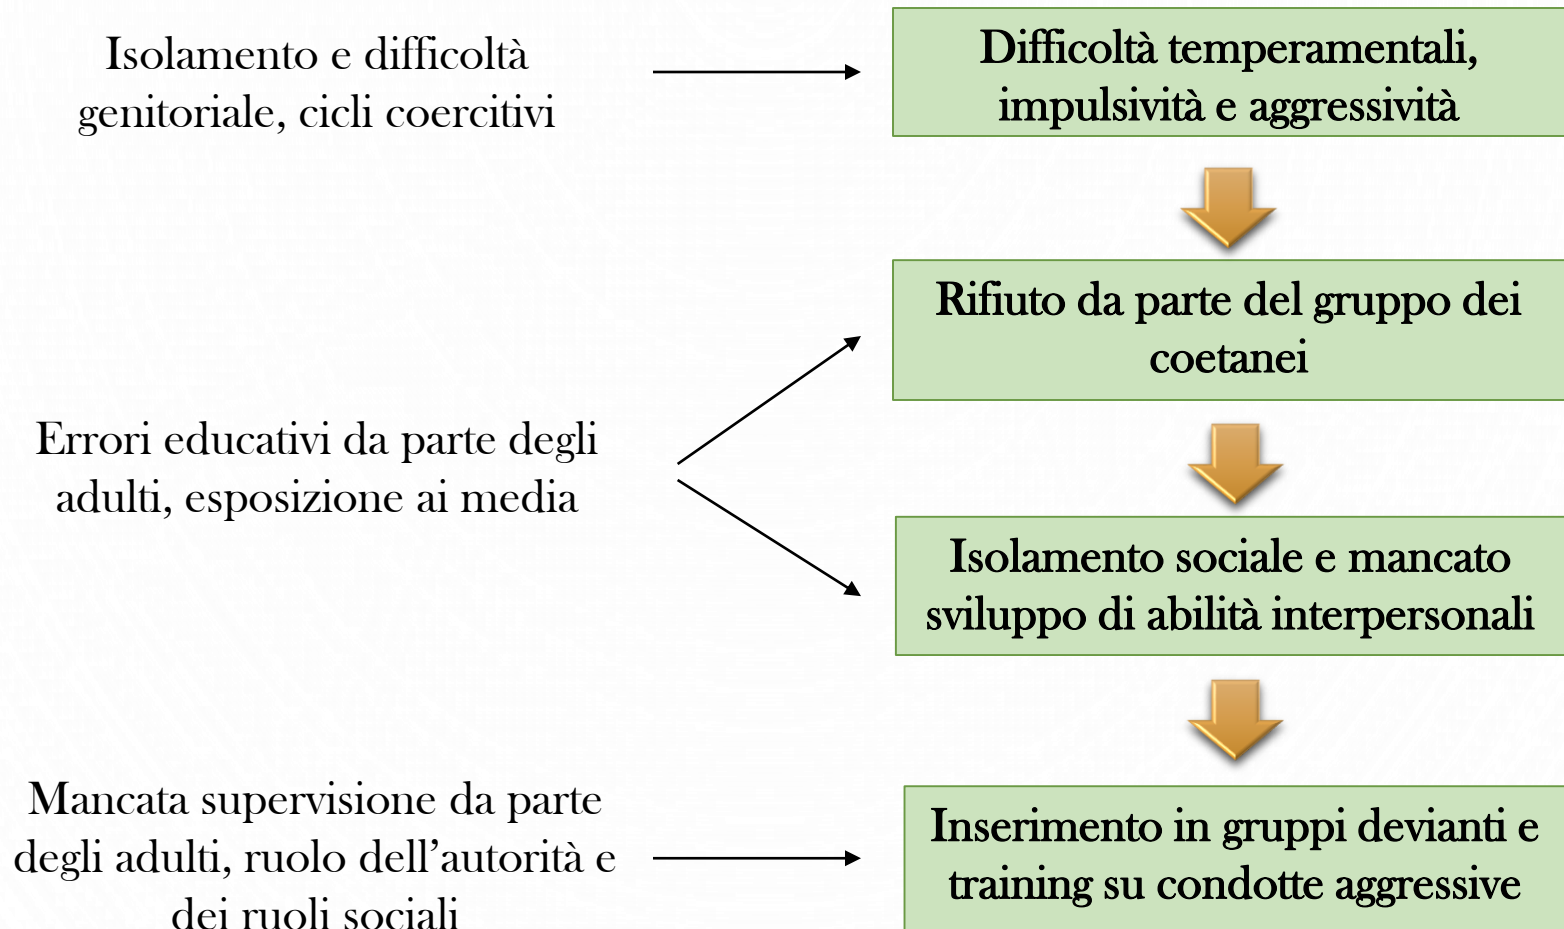 Isolamento e difficoltà
genitoriale, cicli coercitivi
Difficoltà temperamentali,
impulsività e aggressività
Rifiuto da parte del gruppo dei
coetanei
Errori educativi da parte degli
adulti, esposizione ai media
Isolamento sociale e mancato
sviluppo di abilità interpersonali
Mancata supervisione da parte
degli adulti, ruolo dell’autorità e
dei ruoli sociali
Inserimento in gruppi devianti e
training su condotte aggressive